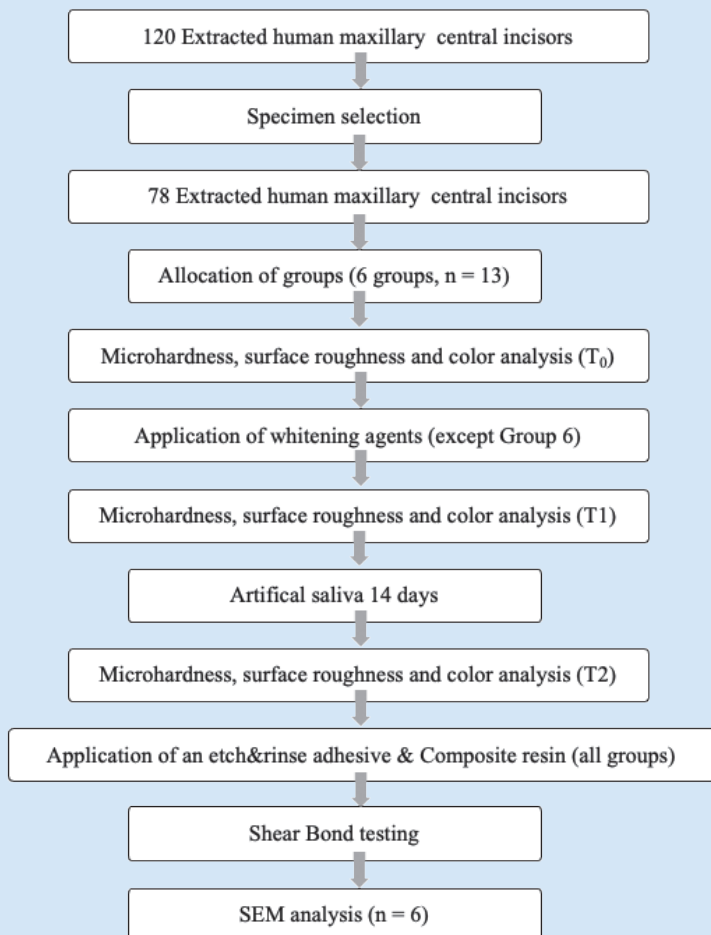 120 Extracted human maxillary central incisors
Specimen selection
78 Extracted human maxillary central incisors
Allocation of groups (6 groups, n = 13)
Microhardness, surface roughness and color analysis (T₀)
Application of whitening agents (except Group 6)
Microhardness, surface roughness and color analysis (T1)
Artifical saliva 14 days
Microhardness, surface roughness and color analysis (T2)
Application of an etch&rinse adhesive & Composite resin (all groups)
Shear Bond testing
SEM analysis (n = 6)